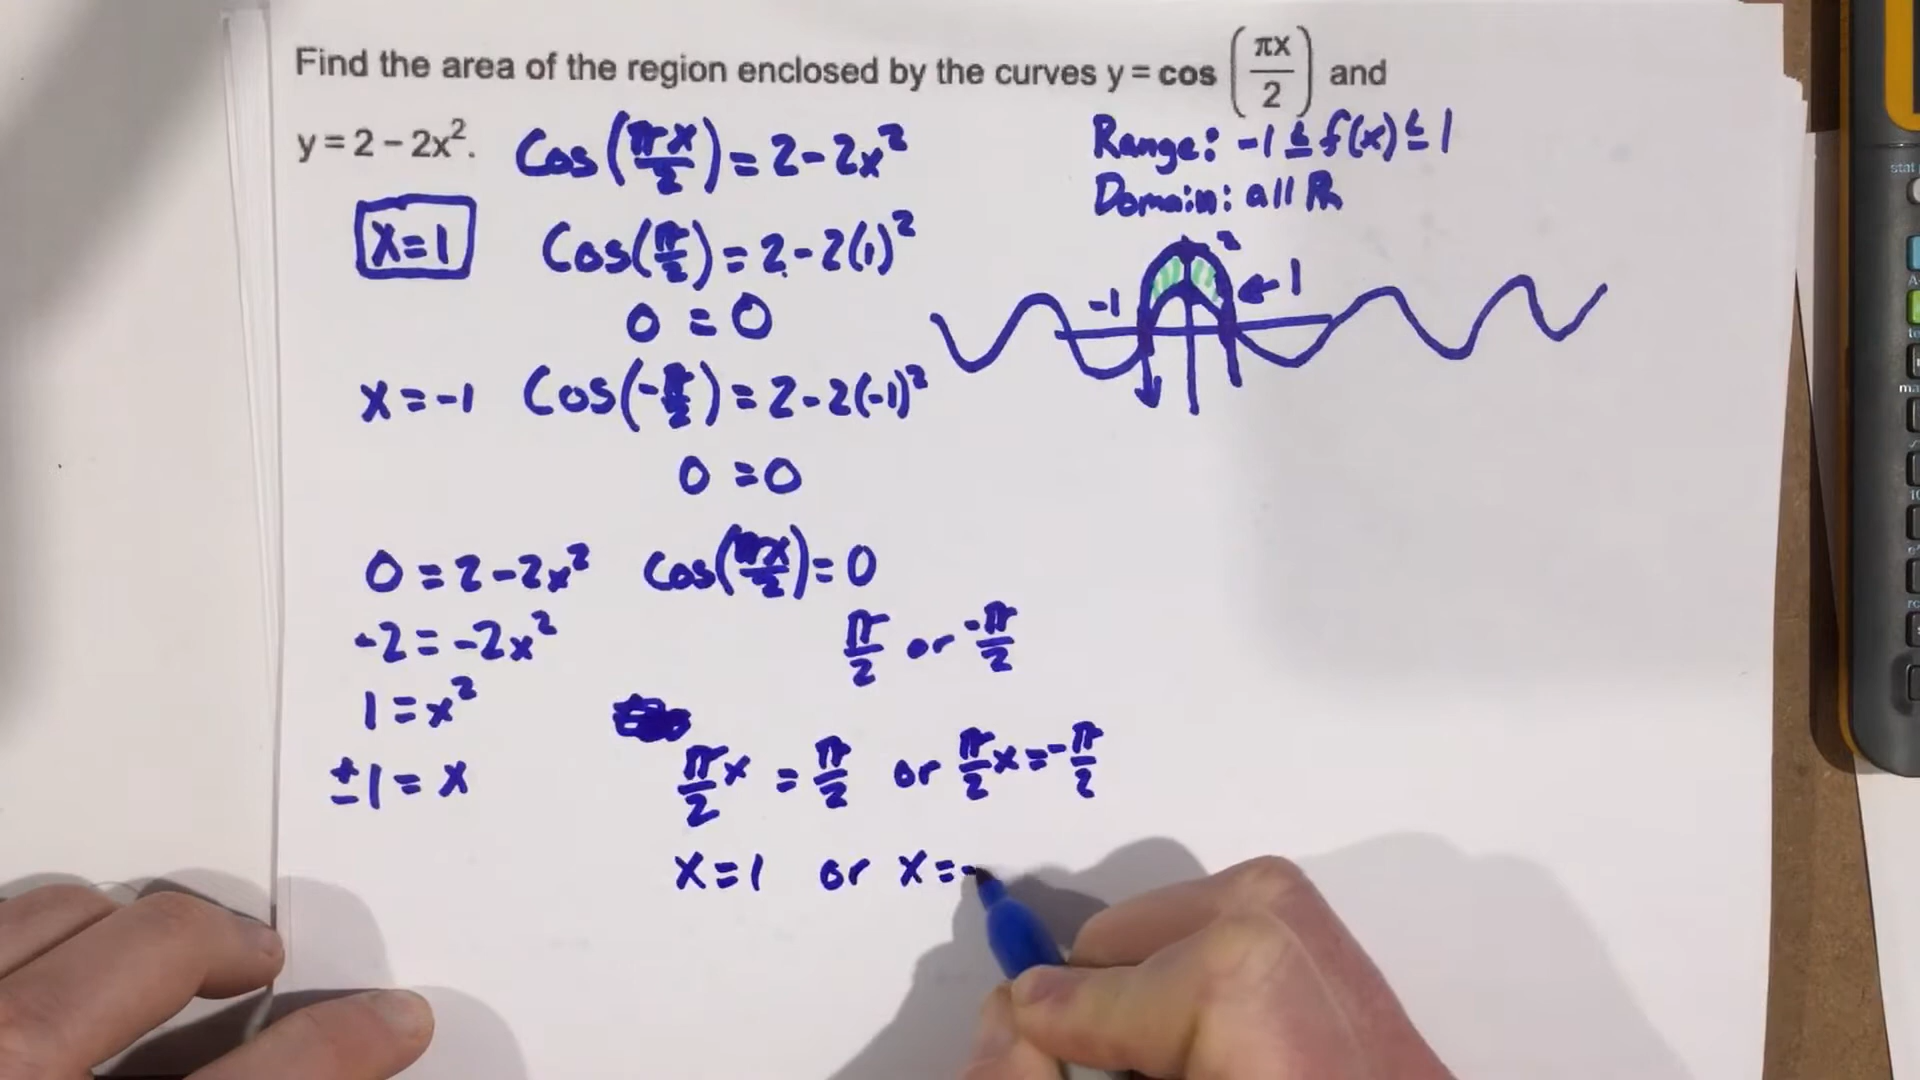 Find the area of the region enclosed by the curves y = cos (πx/2) and
y = 2 − 2x².
Cos(πx/2) = 2 - 2x²
Range: -1 ≤ f(x) ≤ 1
Domain: all R
x = 1
Cos(π/2) = 2 - 2(1)²
0 = 0
2
-1
← 1
x = -1
Cos(-π/2) = 2 - 2(-1)²
0 = 0
0 = 2 - 2x²
Cos(πx/2) = 0
-2 = -2x²
π/2 or -π/2
1 = x²
±1 = x
π/2 x = π/2 or π/2 x = -π/2
x = 1 or x = -
stat